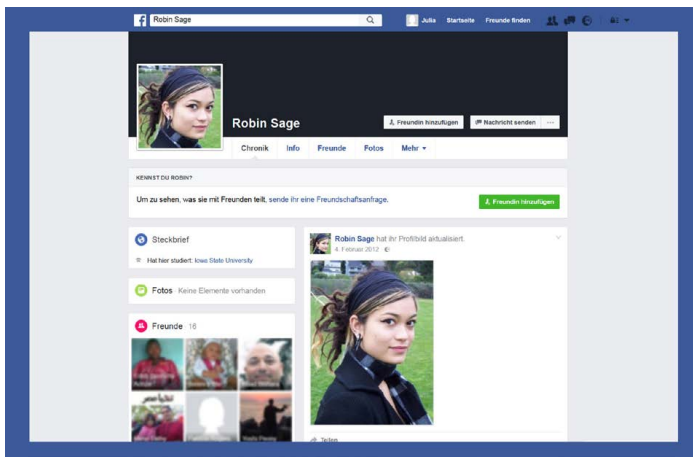 Robin Sage
Julia Startseite Freunde finden
Robin Sage
Freundin hinzufügen
Nachricht senden
Chronik Info Freunde Fotos Mehr
KENNST DU ROBIN?
Um zu sehen, was sie mit Freunden teilt, sende ihr eine Freundschaftsanfrage.
Freundin hinzufügen
Steckbrief
Hat hier studiert: Iowa State University
Fotos · Keine Elemente vorhanden
Freunde · 16
Robin Sage hat ihr Profilbild aktualisiert.
4. Februar 2012
Teilen